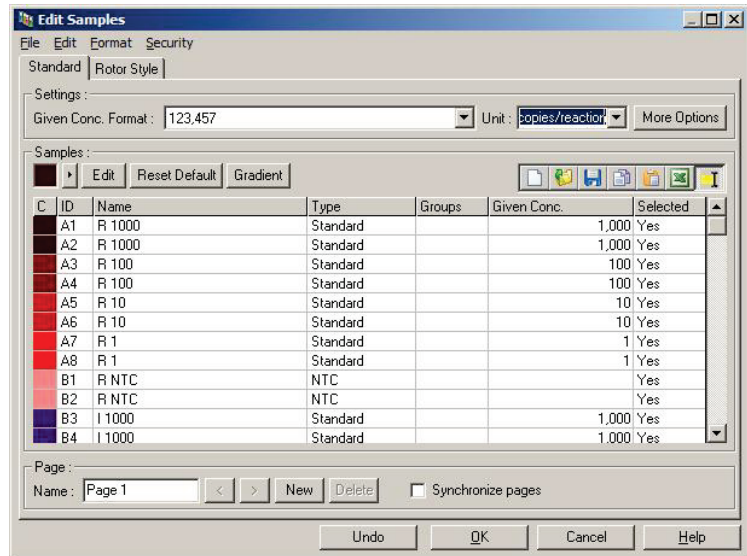 Edit Samples
File Edit Format Security
Standard Rotor Style
Settings :
Given Conc. Format : 123,457 Unit : copies/reaction More Options
Samples :
Edit Reset Default Gradient
C ID Name Type Groups Given Conc. Selected
A1 R 1000 Standard 1,000 Yes
A2 R 1000 Standard 1,000 Yes
A3 R 100 Standard 100 Yes
A4 R 100 Standard 100 Yes
A5 R 10 Standard 10 Yes
A6 R 10 Standard 10 Yes
A7 R 1 Standard 1 Yes
A8 R 1 Standard 1 Yes
B1 R NTC NTC Yes
B2 R NTC NTC Yes
B3 I 1000 Standard 1,000 Yes
B4 I 1000 Standard 1,000 Yes
Page :
Name : Page 1 < > New Delete Synchronize pages
Undo OK Cancel Help